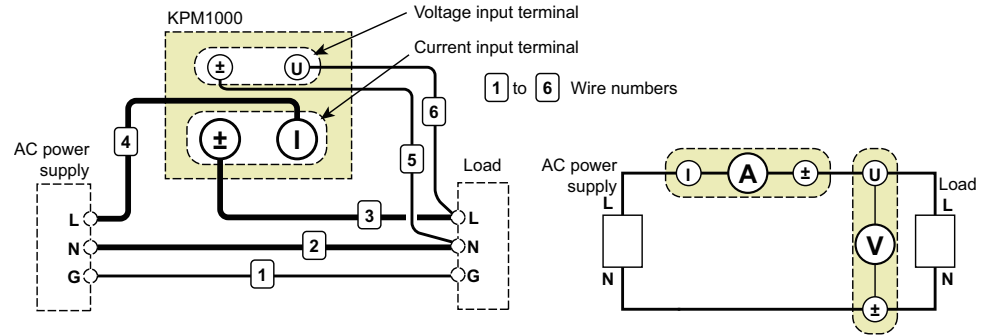 KPM1000
Voltage input terminal
Current input terminal
± U
1 to 6 Wire numbers
± I
4
6
5
AC power
supply
Load
L
N
G
3
2
1
L
N
G
AC power
supply
L
N
I A ±
U
V
±
Load
L
N